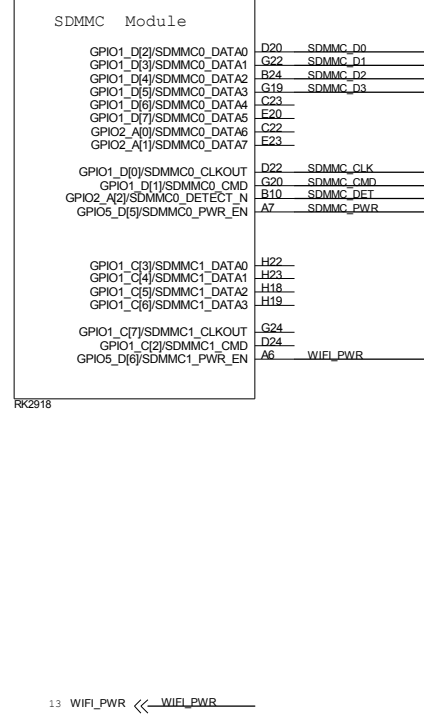 SDMMC Module
GPIO1_D[2]/SDMMC0_DATA0 D20 SDMMC_D0
GPIO1_D[3]/SDMMC0_DATA1 G22 SDMMC_D1
GPIO1_D[4]/SDMMC0_DATA2 B24 SDMMC_D2
GPIO1_D[5]/SDMMC0_DATA3 G19 SDMMC_D3
GPIO1_D[6]/SDMMC0_DATA4 C23
GPIO1_D[7]/SDMMC0_DATA5 E20
GPIO2_A[0]/SDMMC0_DATA6 C22
GPIO2_A[1]/SDMMC0_DATA7 E23
GPIO1_D[0]/SDMMC0_CLKOUT D22 SDMMC_CLK
GPIO1_D[1]/SDMMC0_CMD G20 SDMMC_CMD
GPIO2_A[2]/SDMMC0_DETECT_N B10 SDMMC_DET
GPIO5_D[5]/SDMMC0_PWR_EN A7 SDMMC_PWR
GPIO1_C[3]/SDMMC1_DATA0 H22
GPIO1_C[4]/SDMMC1_DATA1 H23
GPIO1_C[5]/SDMMC1_DATA2 H18
GPIO1_C[6]/SDMMC1_DATA3 H19
GPIO1_C[7]/SDMMC1_CLKOUT G24
GPIO1_C[2]/SDMMC1_CMD D24
GPIO5_D[6]/SDMMC1_PWR_EN A6 WIFI_PWR
RK2918
13 WIFI_PWR WIFI_PWR